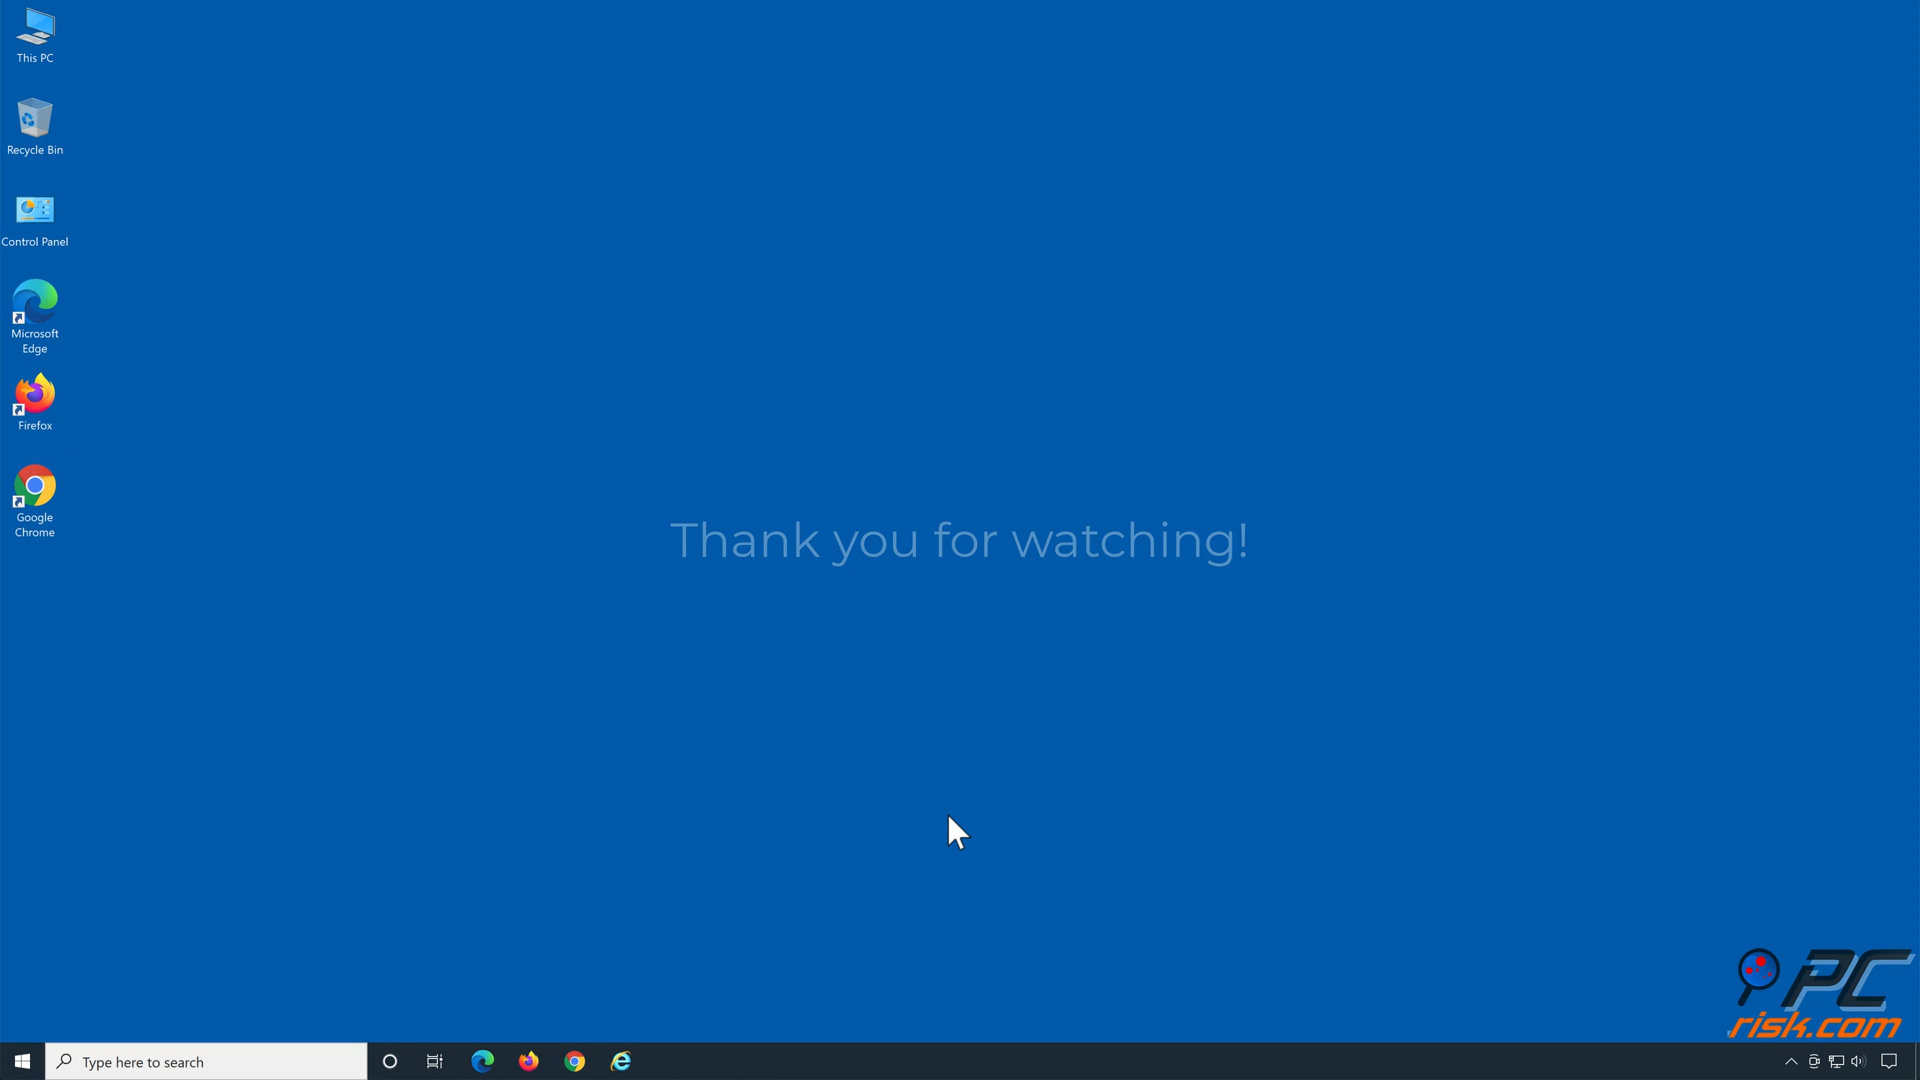 This PC
Recycle Bin
Control Panel
Microsoft
Edge
Firefox
Google
Chrome
Thank you for watching!
PC
risk.com
Type here to search